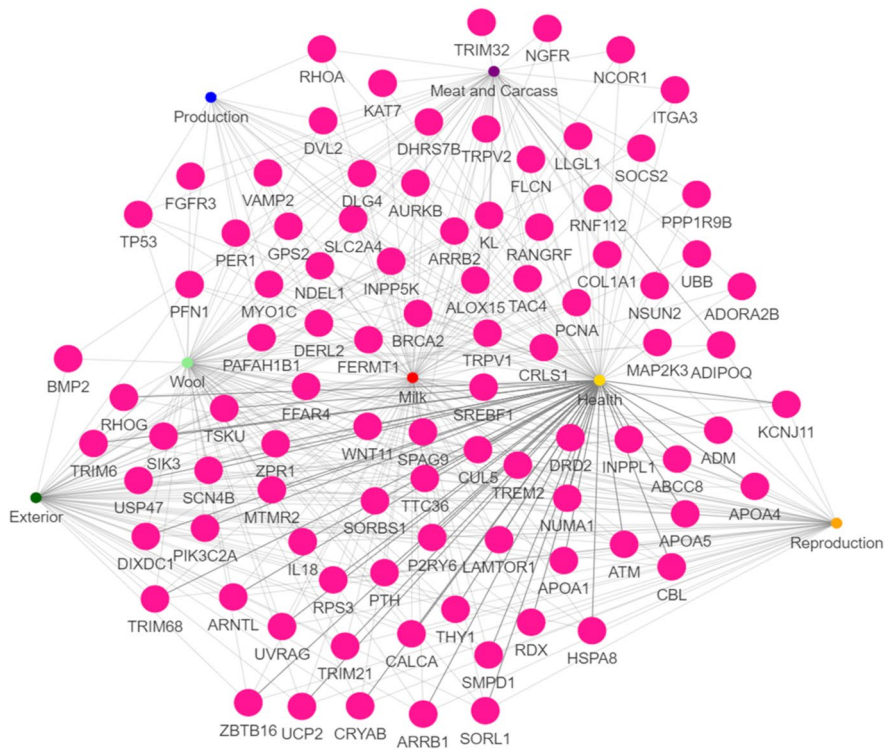 TRIM32
NGFR
RHOA
NCOR1
Meat and Carcass
KAT7
ITGA3
Production
DVL2
DHRS7B
TRPV2
LLGL1
FLCN
SOCS2
FGFR3
VAMP2
DLG4
AURKB
TP53
RNF112
PPP1R9B
PER1
GPS2
SLC2A4
ARRB2
KL
RANGRF
COL1A1
UBB
NDEL1
INPP5K
PFN1
MYO1C
ALOX15
TAC4
NSUN2
ADORA2B
PCNA
BRCA2
PAFAH1B1
DERL2
FERMT1
TRPV1
CRLS1
MAP2K3
ADIPOQ
BMP2
Wool
Milk
Health
RHOG
FFAR4
SREBF1
TSKU
KCNJ11
TRIM6
SIK3
ZPR1
WNT11
SPAG9
CUL5
DRD2
INPPL1
ADM
USP47
SCN4B
TREM2
ABCC8
Exterior
MTMR2
TTC36
APOA4
SORBS1
NUMA1
DIXDC1
PIK3C2A
APOA5
Reproduction
IL18
P2RY6
LAMTOR1
ATM
RPS3
PTH
APOA1
CBL
TRIM68
ARNTL
THY1
UVRAG
RDX
HSPA8
TRIM21
CALCA
SMPD1
ZBTB16
UCP2
CRYAB
ARRB1
SORL1